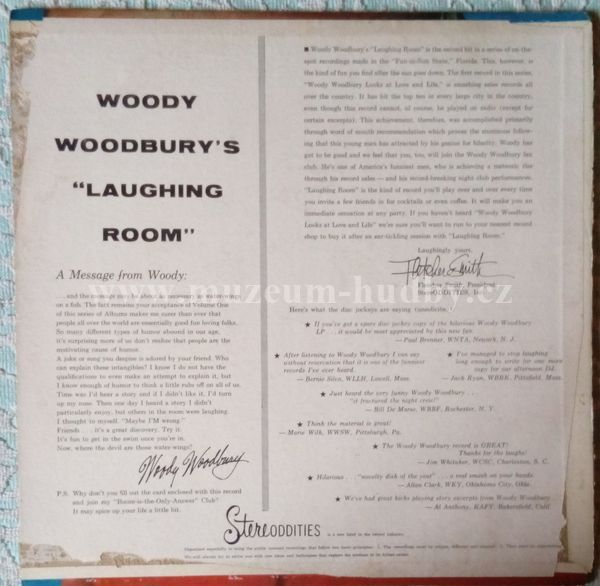 WOODY
WOODBURY'S
"LAUGHING
ROOM"
A Message from Woody:
. . . and the message may be about as necessary as water-wings
on a fish. The fact remains your acceptance of Volume One
of this series of Albums makes me surer than ever that
people all over the world are essentially good fun loving folks.
So many different types of humor abound in our age,
it's surprising more of us don't realize that people are the
motivating cause of humor.
A joke or song you despise is adored by your friend. Who
can explain these intangibles? I know I do not have the
qualifications to even make an attempt to explain it, but
I know enough of humor to think a little rubs off on all of us.
Time was I'd hear a story and if I didn't like it, I'd turn
up my nose. Then one day I heard a story I didn't
particularly enjoy, but others in the room were laughing.
I thought to myself, "Maybe I'M wrong."
Friends . . . it's a great discovery. Try it.
It's fun to get in the swim once you're in.
Now, where the devil are those water-wings?
Woody Woodbury
P.S. Why don't you fill out the card enclosed with this record
and join my "Booze-is-the-Only-Answer" Club?
It may spice up your life a little bit.
■ Woody Woodbury's "Laughing Room" is the second hit in a series of on-the-
spot recordings made in the "Fun-in-Sun State," Florida. This, however, is
the kind of fun you find after the sun goes down. The first record in this series,
"Woody Woodbury Looks at Love and Life," is smashing sales records all
over the country. It has hit the top ten in every large city in the country,
even though this record cannot, of course, be played on radio (except for
certain excerpts). This achievement, therefore, was accomplished primarily
through word of mouth recommendation which proves the enormous follow-
ing that this young man has attracted by his genius for hilarity. Woody has
got to be good and we feel that you, too, will join the Woody Woodbury fan
club. He's one of America's funniest men, who is achieving a meteoric rise
through his record sales — and his record-breaking night club performances.
"Laughing Room" is the kind of record you'll play over and over every time
you invite a few friends in for cocktails or even coffee. It will make you an
immediate sensation at any party. If you haven't heard "Woody Woodbury
Looks at Love and Life" we're sure you'll want to run to your nearest record
shop to buy it after an ear-tickling session with "Laughing Room."
Laughingly yours,
Fletcher Smith
Fletcher Smith, President
StereODDITIES, Inc.
Here's what the disc jockeys are saying (unsolicited).
★ If you've got a spare disc jockey copy of the hilarious Woody Woodbury
LP . . . it would be most appreciated by this new fan.
— Paul Brenner, WNTA, Newark, N. J.
★ After listening to Woody Woodbury I can say
without reservation that it is one of the funniest
records I've ever heard.
— Bernie Silva, WLLH, Lowell, Mass.
★ I've managed to stop laughing
long enough to write for one more
copy for our afternoon DJ.
— Jack Ryan, WBRK, Pittsfield, Mass.
★ Just heard the very funny Woody Woodbury . . .
"it fractured the night crew!"
— Bill De Marse, WBBF, Rochester, N. Y.
★ Think the material is great!
— Marie Wilk, WWSW, Pittsburgh, Pa.
★ The Woody Woodbury record is GREAT!
Thanks for the laughs!
— Jim Whitaker, WCSC, Charleston, S. C.
★ Hilarious . . . "novelty disk of the year" . . . a real smash on your hands.
— Allan Clark, WKY, Oklahoma City, Okla.
★ We've had great kicks playing story excerpts from Woody Woodbury
— Al Anthony, KAFY, Bakersfield, Calif.
StereODDITIES is a new label in the record industry.
www.muzeum-hudby.cz